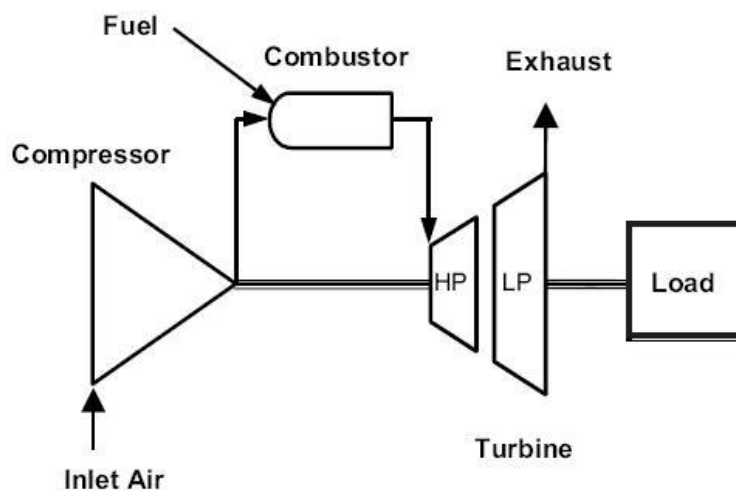 Fuel
Combustor
Exhaust
Compressor
HP
LP
Load
Turbine
Inlet Air